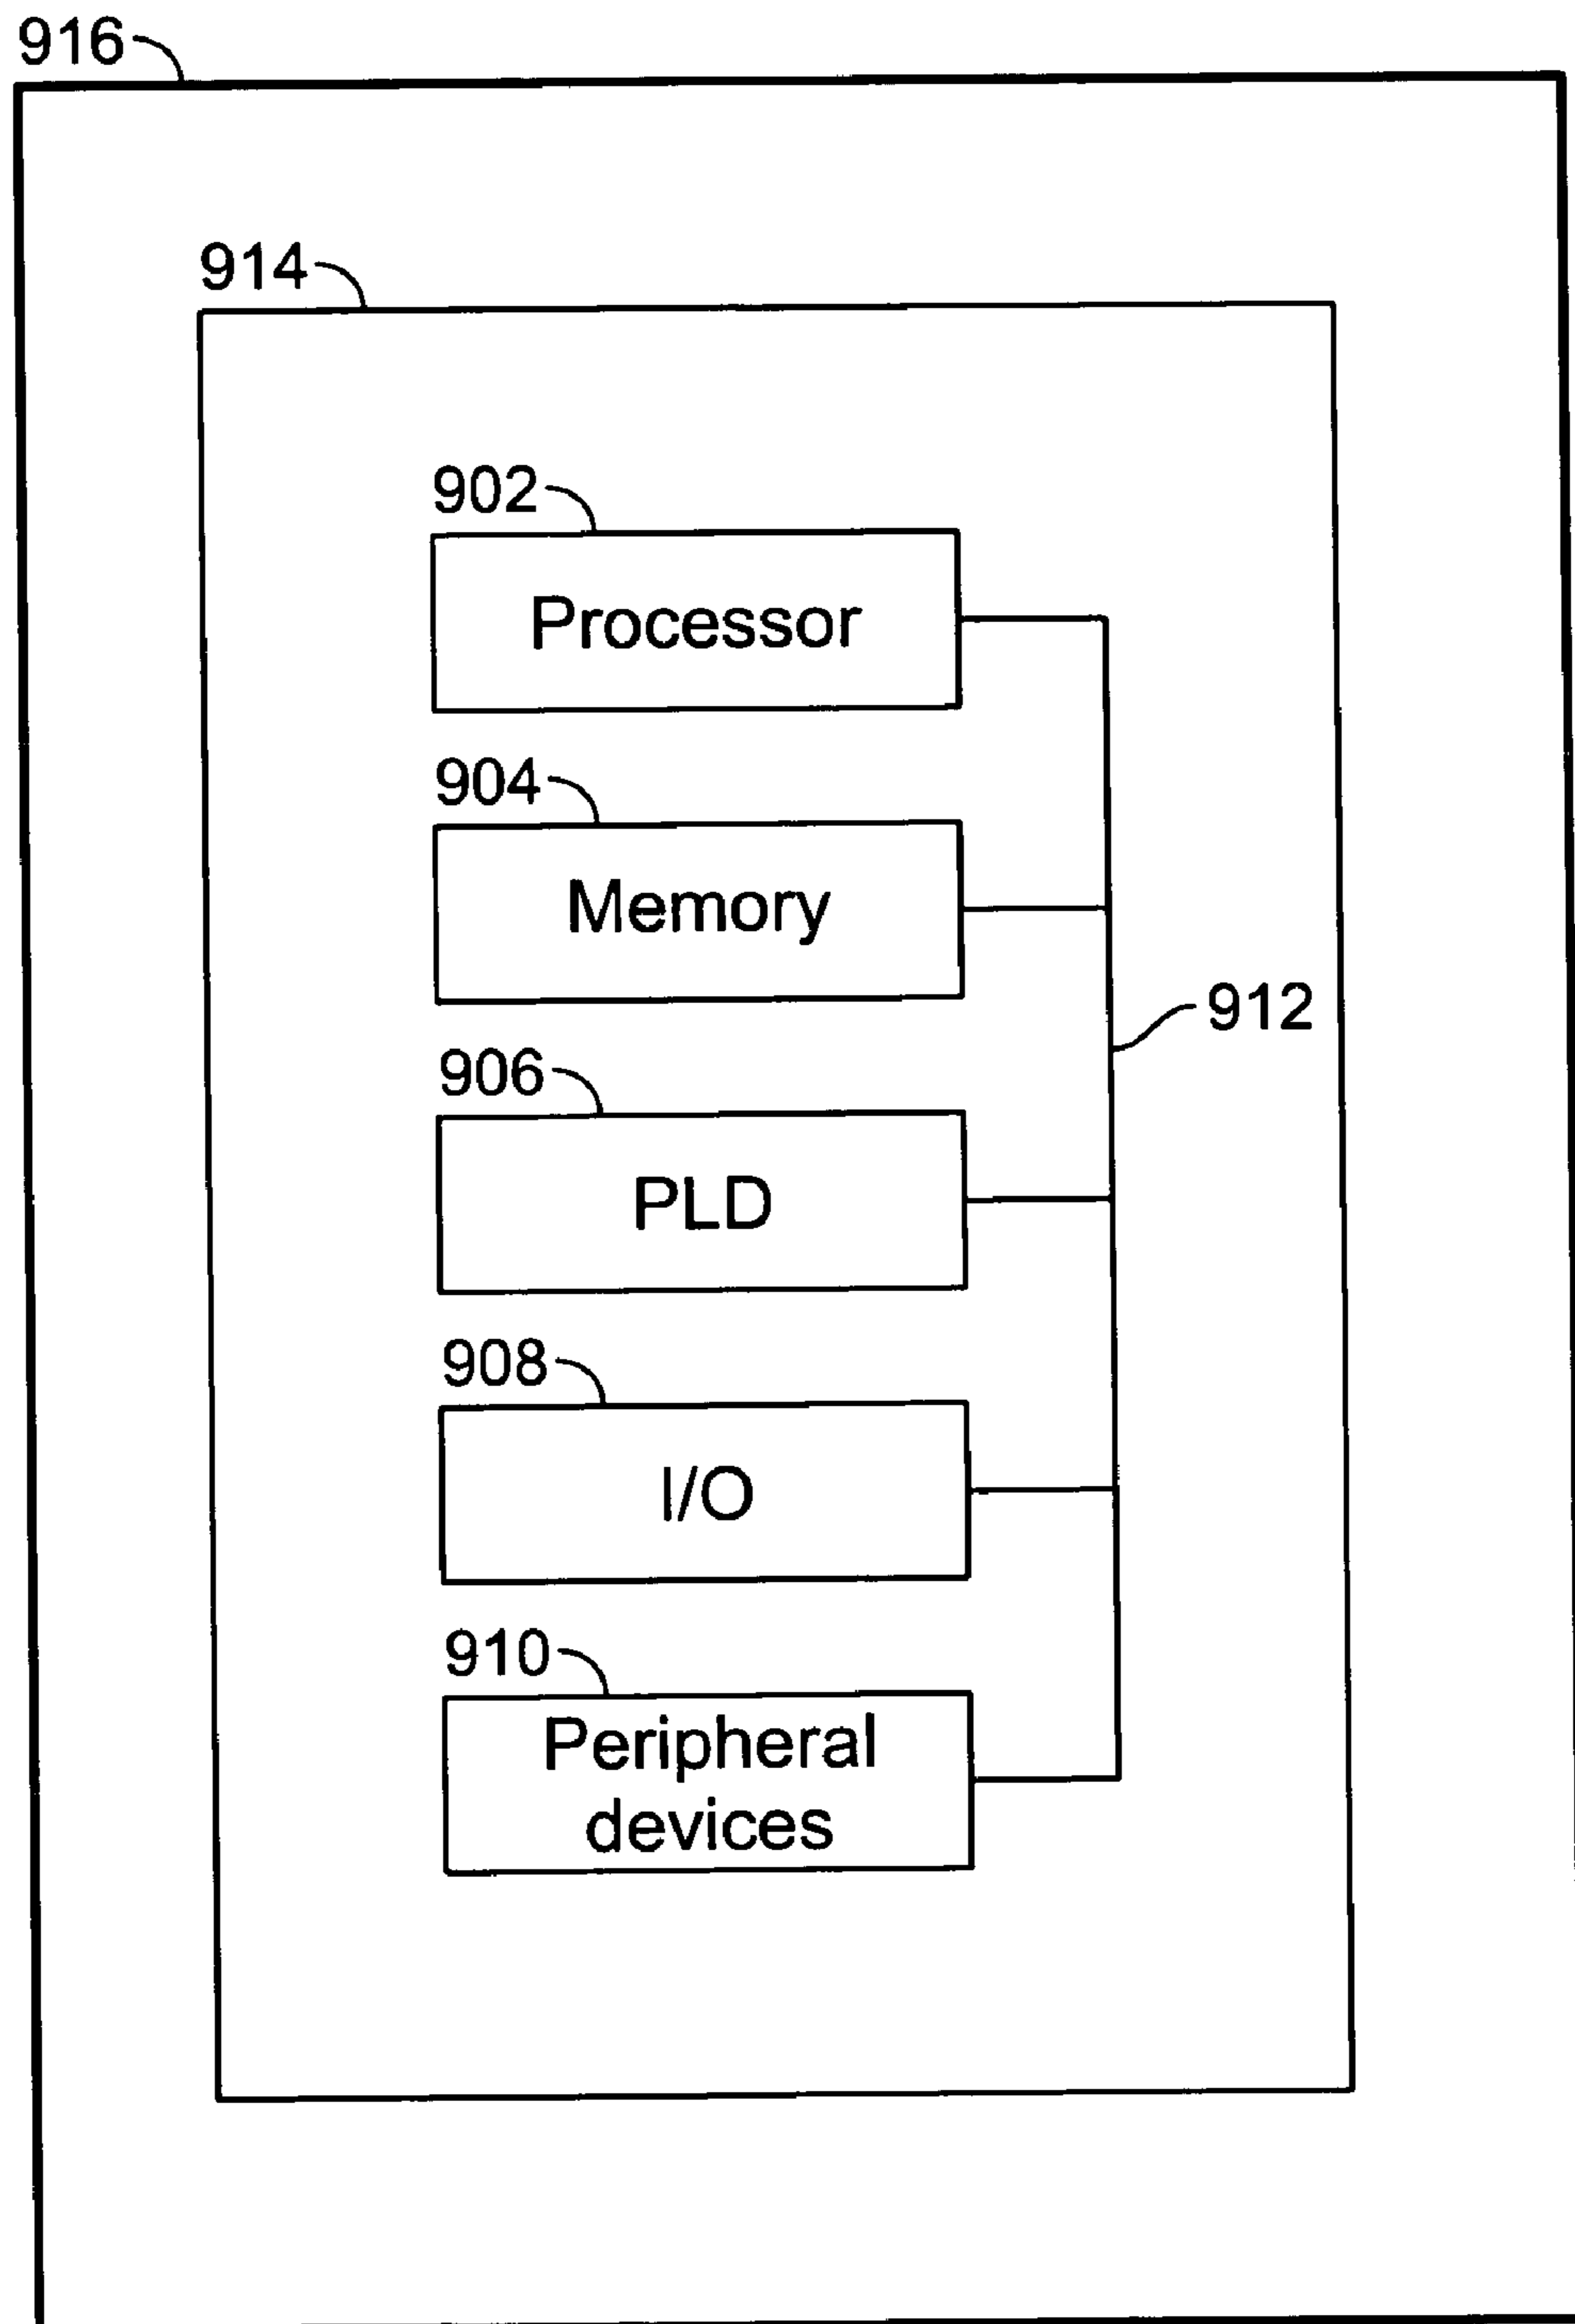 916
914
902
Processor
904
Memory
912
906
PLD
908
I/O
910
Peripheral
devices